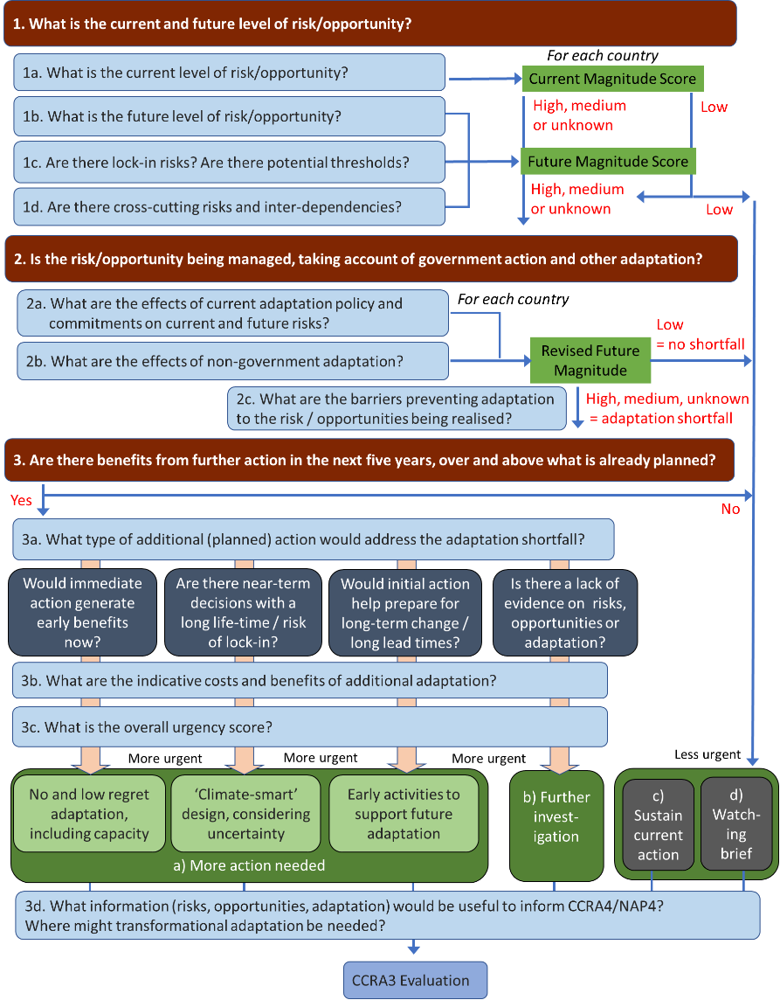 1. What is the current and future level of risk/opportunity?
For each country
1a. What is the current level of risk/opportunity?
Current Magnitude Score
1b. What is the future level of risk/opportunity?
High, medium
or unknown
Low
1c. Are there lock-in risks? Are there potential thresholds?
Future Magnitude Score
1d. Are there cross-cutting risks and inter-dependencies?
High, medium
or unknown
Low
2. Is the risk/opportunity being managed, taking account of government action and other adaptation?
2a. What are the effects of current adaptation policy and
commitments on current and future risks?
For each country
2b. What are the effects of non-government adaptation?
Revised Future
Magnitude
Low
= no shortfall
2c. What are the barriers preventing adaptation
to the risk / opportunities being realised?
High, medium, unknown
= adaptation shortfall
3. Are there benefits from further action in the next five years, over and above what is already planned?
Yes
No
3a. What type of additional (planned) action would address the adaptation shortfall?
Would immediate
action generate
early benefits
now?
Are there near-term
decisions with a
long life-time / risk
of lock-in?
Would initial action
help prepare for
long-term change /
long lead times?
Is there a lack of
evidence on risks,
opportunities or
adaptation?
3b. What are the indicative costs and benefits of additional adaptation?
3c. What is the overall urgency score?
More urgent
More urgent
More urgent
Less urgent
No and low regret
adaptation,
including capacity
‘Climate-smart’
design, considering
uncertainty
Early activities to
support future
adaptation
a) More action needed
b) Further
invest-
igation
c)
Sustain
current
action
d)
Watch-
ing
brief
3d. What information (risks, opportunities, adaptation) would be useful to inform CCRA4/NAP4?
Where might transformational adaptation be needed?
CCRA3 Evaluation